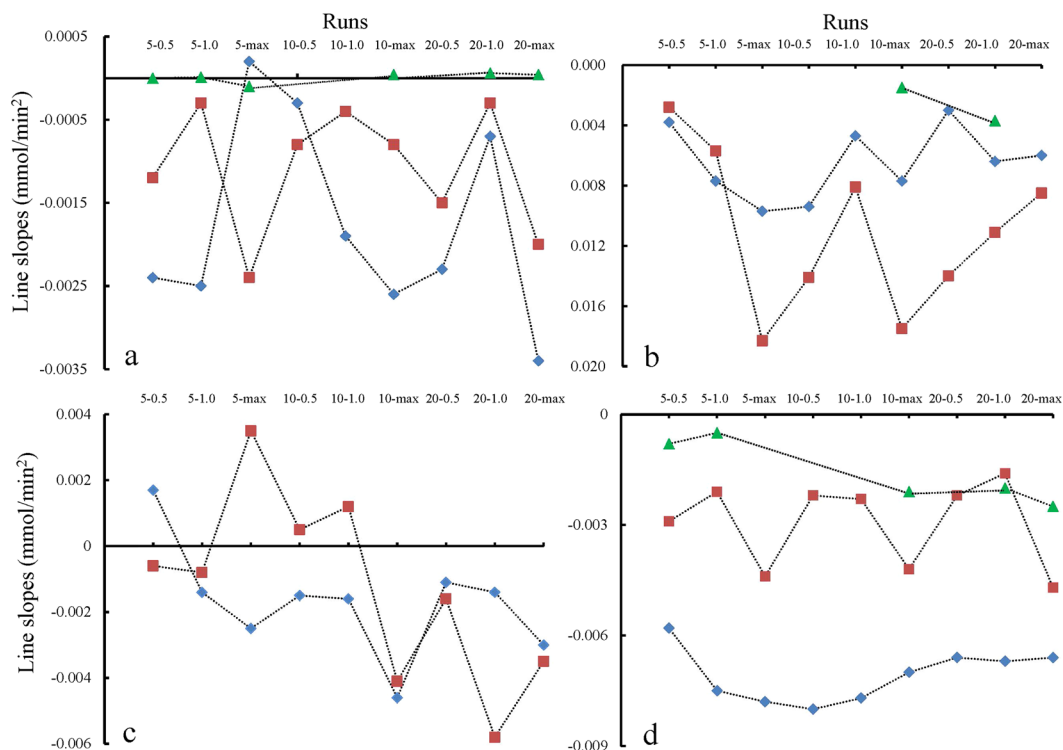 Runs
5-0.5 5-1.0 5-max 10-0.5 10-1.0 10-max 20-0.5 20-1.0 20-max
0.0005
-0.0005
-0.0015
-0.0025
-0.0035
Line slopes (mmol/min²)
a
Runs
5-0.5 5-1.0 5-max 10-0.5 10-1.0 10-max 20-0.5 20-1.0 20-max
0.000
0.004
0.008
0.012
0.016
0.020
b
5-0.5 5-1.0 5-max 10-0.5 10-1.0 10-max 20-0.5 20-1.0 20-max
0.004
0.002
0
-0.002
-0.004
-0.006
Line slopes (mmol/min²)
c
5-0.5 5-1.0 5-max 10-0.5 10-1.0 10-max 20-0.5 20-1.0 20-max
0
-0.003
-0.006
-0.009
d